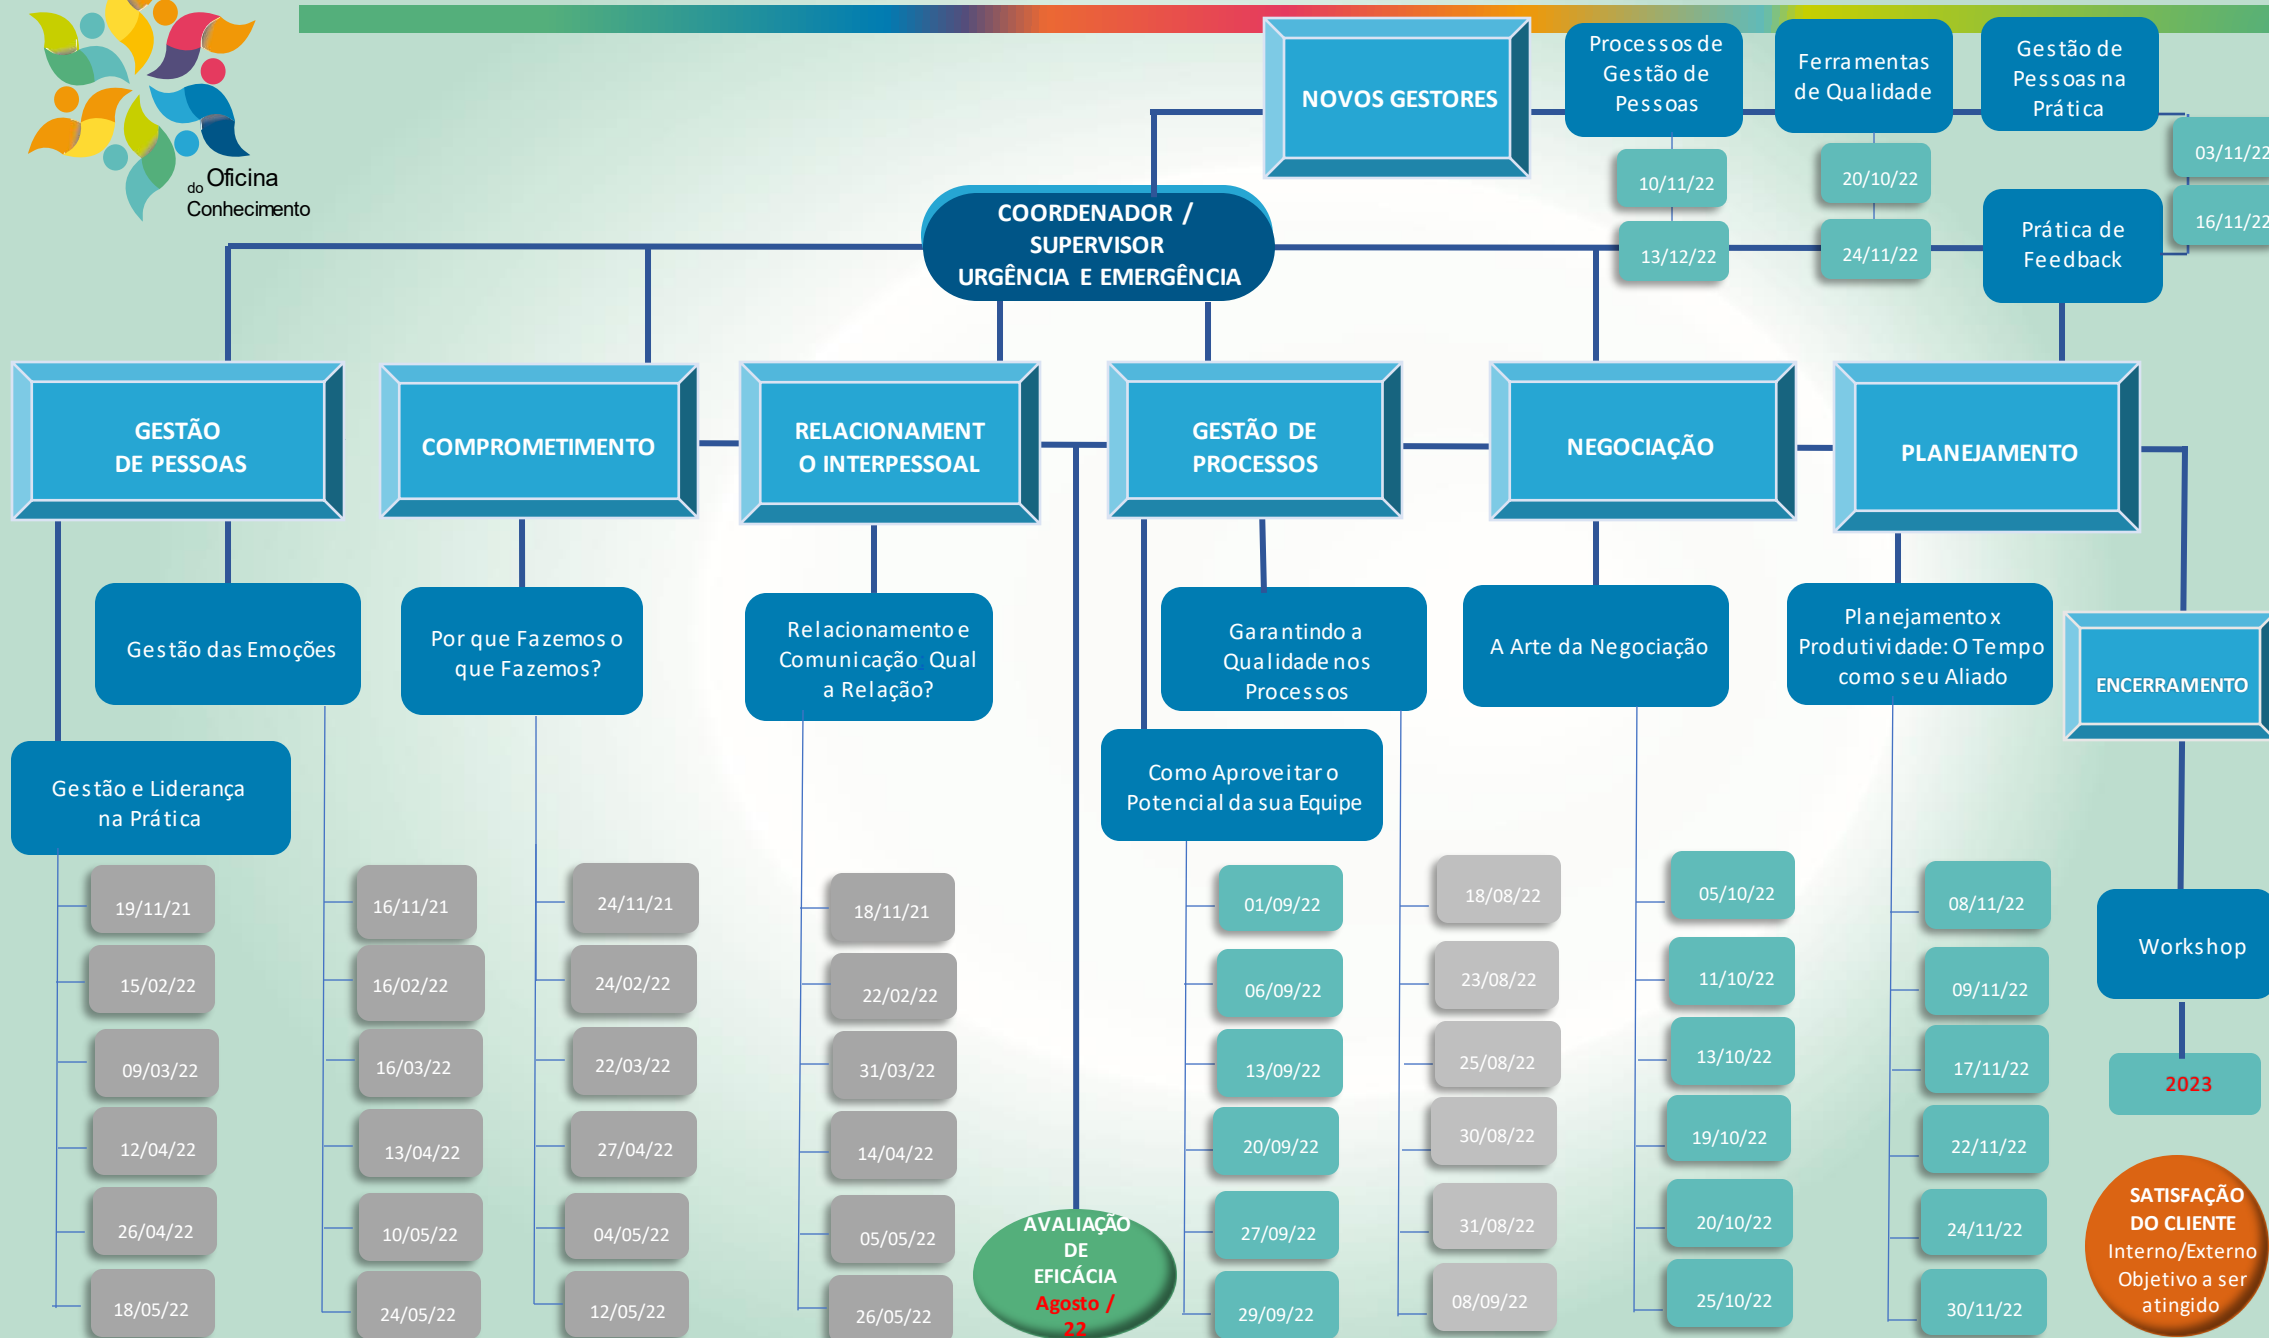 do Oficina
Conhecimento
NOVOS GESTORES
Processos de
Gestão de
Pessoas
10/11/22
13/12/22
Ferramentas
de Qualidade
20/10/22
24/11/22
Gestão de
Pessoas na
Prática
03/11/22
16/11/22
Prática de
Feedback
COORDENADOR /
SUPERVISOR
URGÊNCIA E EMERGÊNCIA
GESTÃO
DE PESSOAS
COMPROMETIMENTO
RELACIONAMENT
O INTERPESSOAL
GESTÃO DE
PROCESSOS
NEGOCIAÇÃO
PLANEJAMENTO
Gestão das Emoções
Por que Fazemos o
que Fazemos?
Relacionamento e
Comunicação Qual
a Relação?
Garantindo a
Qualidade nos
Processos
A Arte da Negociação
Planejamento x
Produtividade: O Tempo
como seu Aliado
ENCERRAMENTO
Gestão e Liderança
na Prática
Como Aproveitar o
Potencial da sua Equipe
19/11/21
15/02/22
09/03/22
12/04/22
26/04/22
18/05/22
16/11/21
16/02/22
16/03/22
13/04/22
10/05/22
24/05/22
24/11/21
24/02/22
22/03/22
27/04/22
04/05/22
12/05/22
18/11/21
22/02/22
31/03/22
14/04/22
05/05/22
26/05/22
AVALIAÇÃO
DE
EFICÁCIA
Agosto /
22
01/09/22
06/09/22
13/09/22
20/09/22
27/09/22
29/09/22
18/08/22
23/08/22
25/08/22
30/08/22
31/08/22
08/09/22
05/10/22
11/10/22
13/10/22
19/10/22
20/10/22
25/10/22
08/11/22
09/11/22
17/11/22
22/11/22
24/11/22
30/11/22
Workshop
2023
SATISFAÇÃO
DO CLIENTE
Interno/Externo
Objetivo a ser
atingido